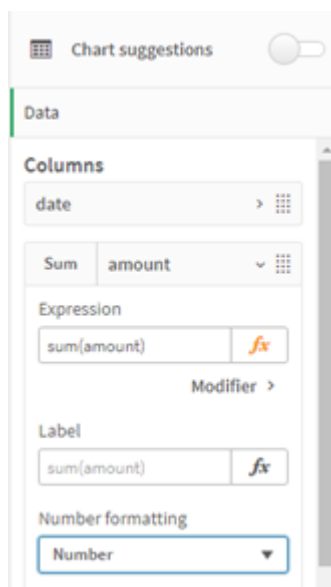 Chart suggestions
Data
Columns
date
Sum amount
Expression
sum(amount) fx
Modifier >
Label
sum(amount) fx
Number formatting
Number